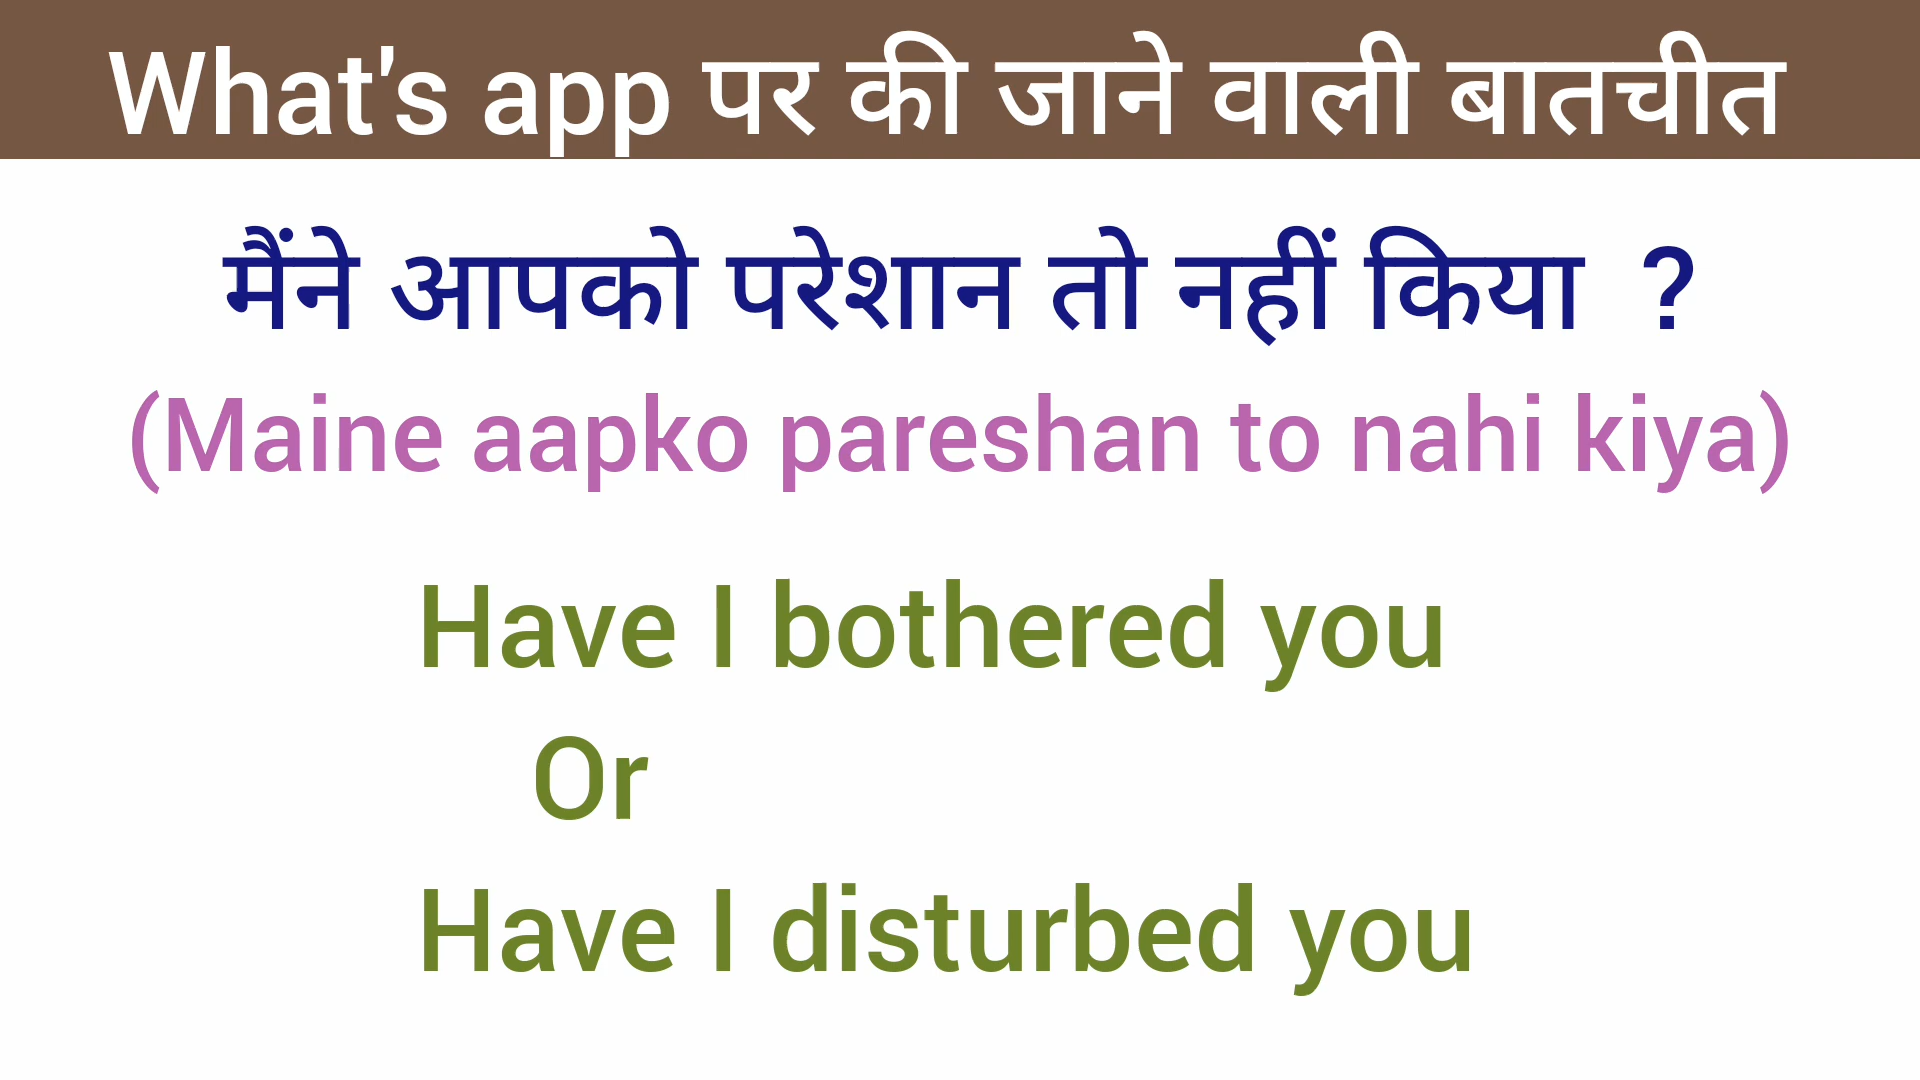 What's app पर की जाने वाली बातचीत
मैंने आपको परेशान तो नहीं किया ?
(Maine aapko pareshan to nahi kiya)
Have I bothered you
Or
Have I disturbed you